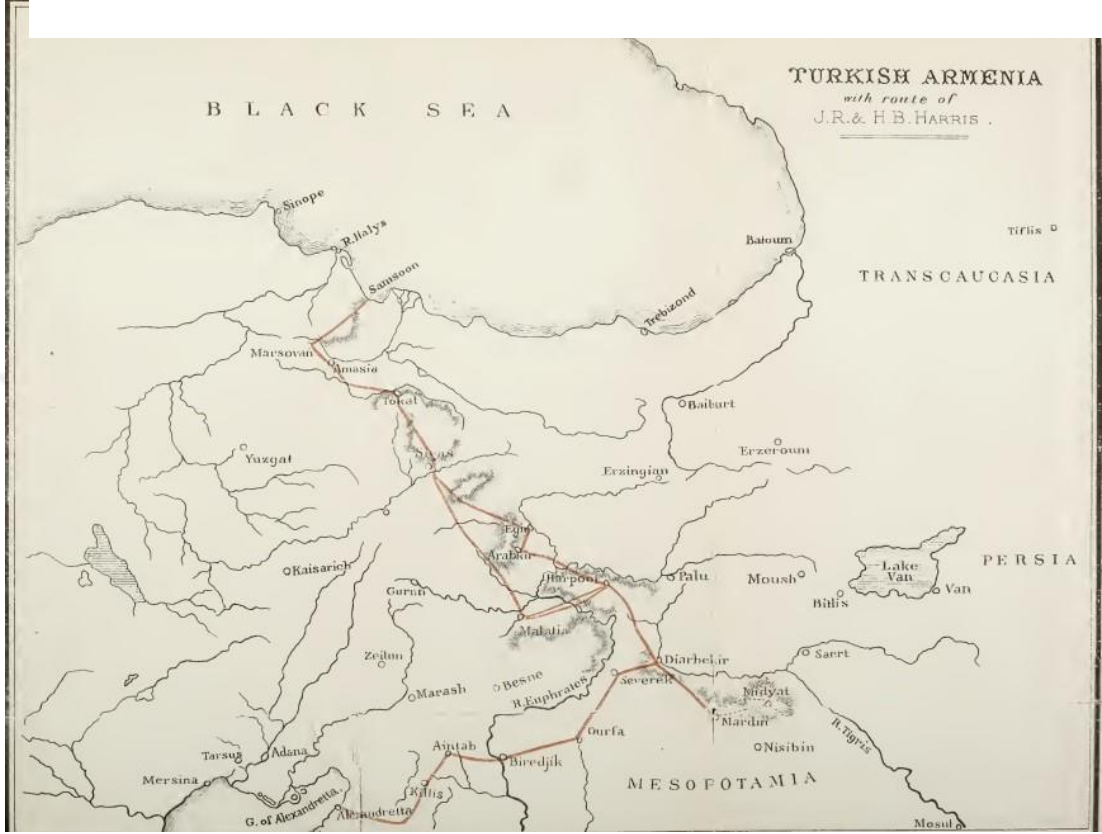 TURKISH ARMENIA
with route of
J.R. & H.B. HARRIS.
BLACK SEA
Sinope
R. Halys
Samsoon
Batoum
Tiflis
TRANSCAUCASIA
Trebizond
Marsovan
Amasia
Tokat
Baiburt
Sivas
Yuzgat
Erzeroum
Erzingian
Egin
Arabkir
Kaisarieh
Harpoot
Palu
Moush
Lake
Van
PERSIA
Van
Bitlis
Gurun
Malatia
Zeitun
Diarbekir
Saert
Severek
Besne
Marash
R. Euphrates
Midyat
Mardin
R. Tigris
Ourfa
Nisibin
Aintab
Tarsus
Adana
Biredjik
Mersina
MESOPOTAMIA
Killis
G. of Alexandretta.
Alexandretta
Mosul